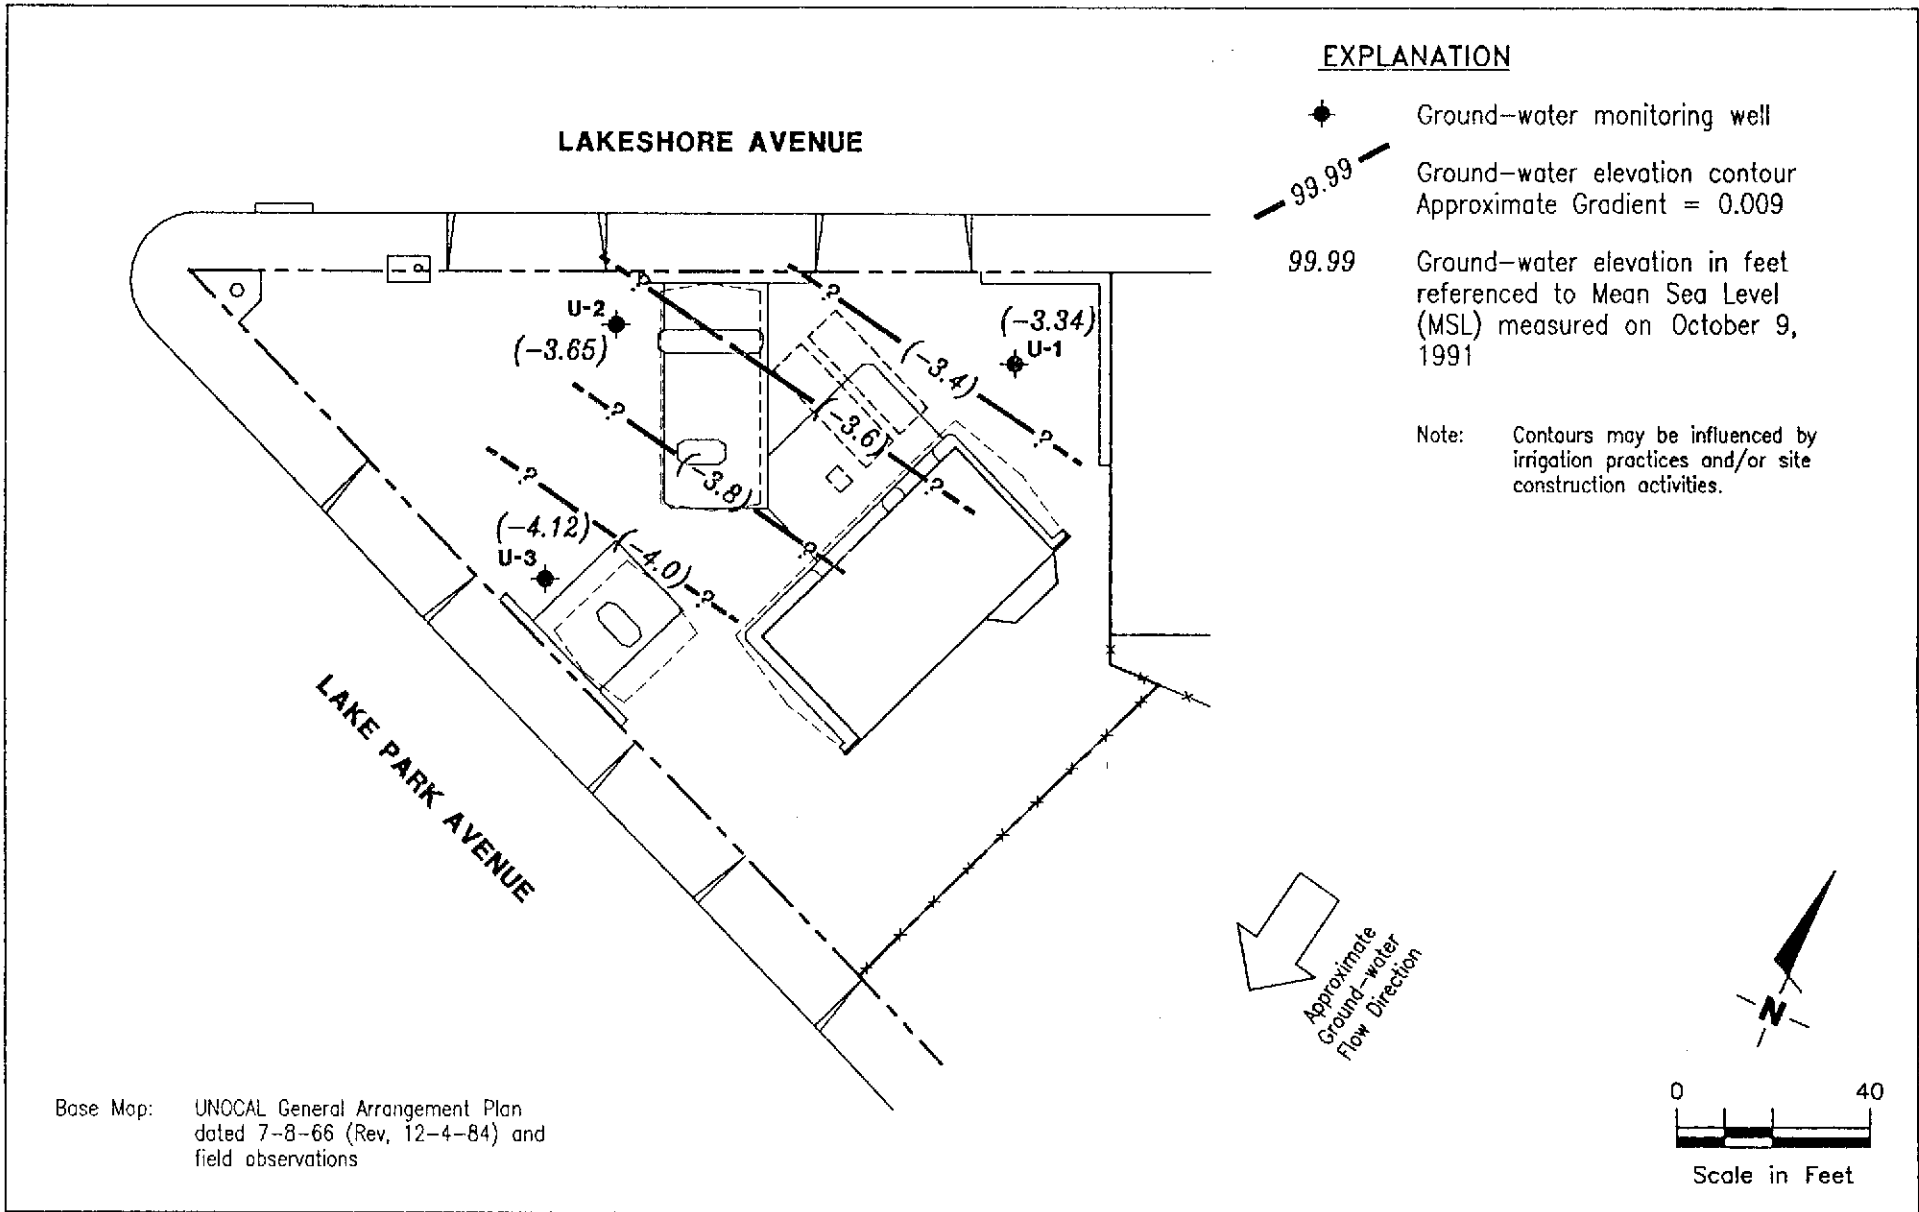 EXPLANATION
Ground-water monitoring well
99.99
Ground-water elevation contour
Approximate Gradient = 0.009
99.99
Ground-water elevation in feet
referenced to Mean Sea Level
(MSL) measured on October 9,
1991
Note:
Contours may be influenced by
irrigation practices and/or site
construction activities.
LAKESHORE AVENUE
U-2
(-3.65)
(-3.34)
U-1
?
?
(-3.4)
?
(-3.6)
?
?
(-3.8)
?
?
(-4.12)
U-3
(-4.0)
?
LAKE PARK AVENUE
Approximate
Ground-water
Flow Direction
N
0 40
Scale in Feet
Base Map:
UNOCAL General Arrangement Plan
dated 7-8-66 (Rev, 12-4-84) and
field observations